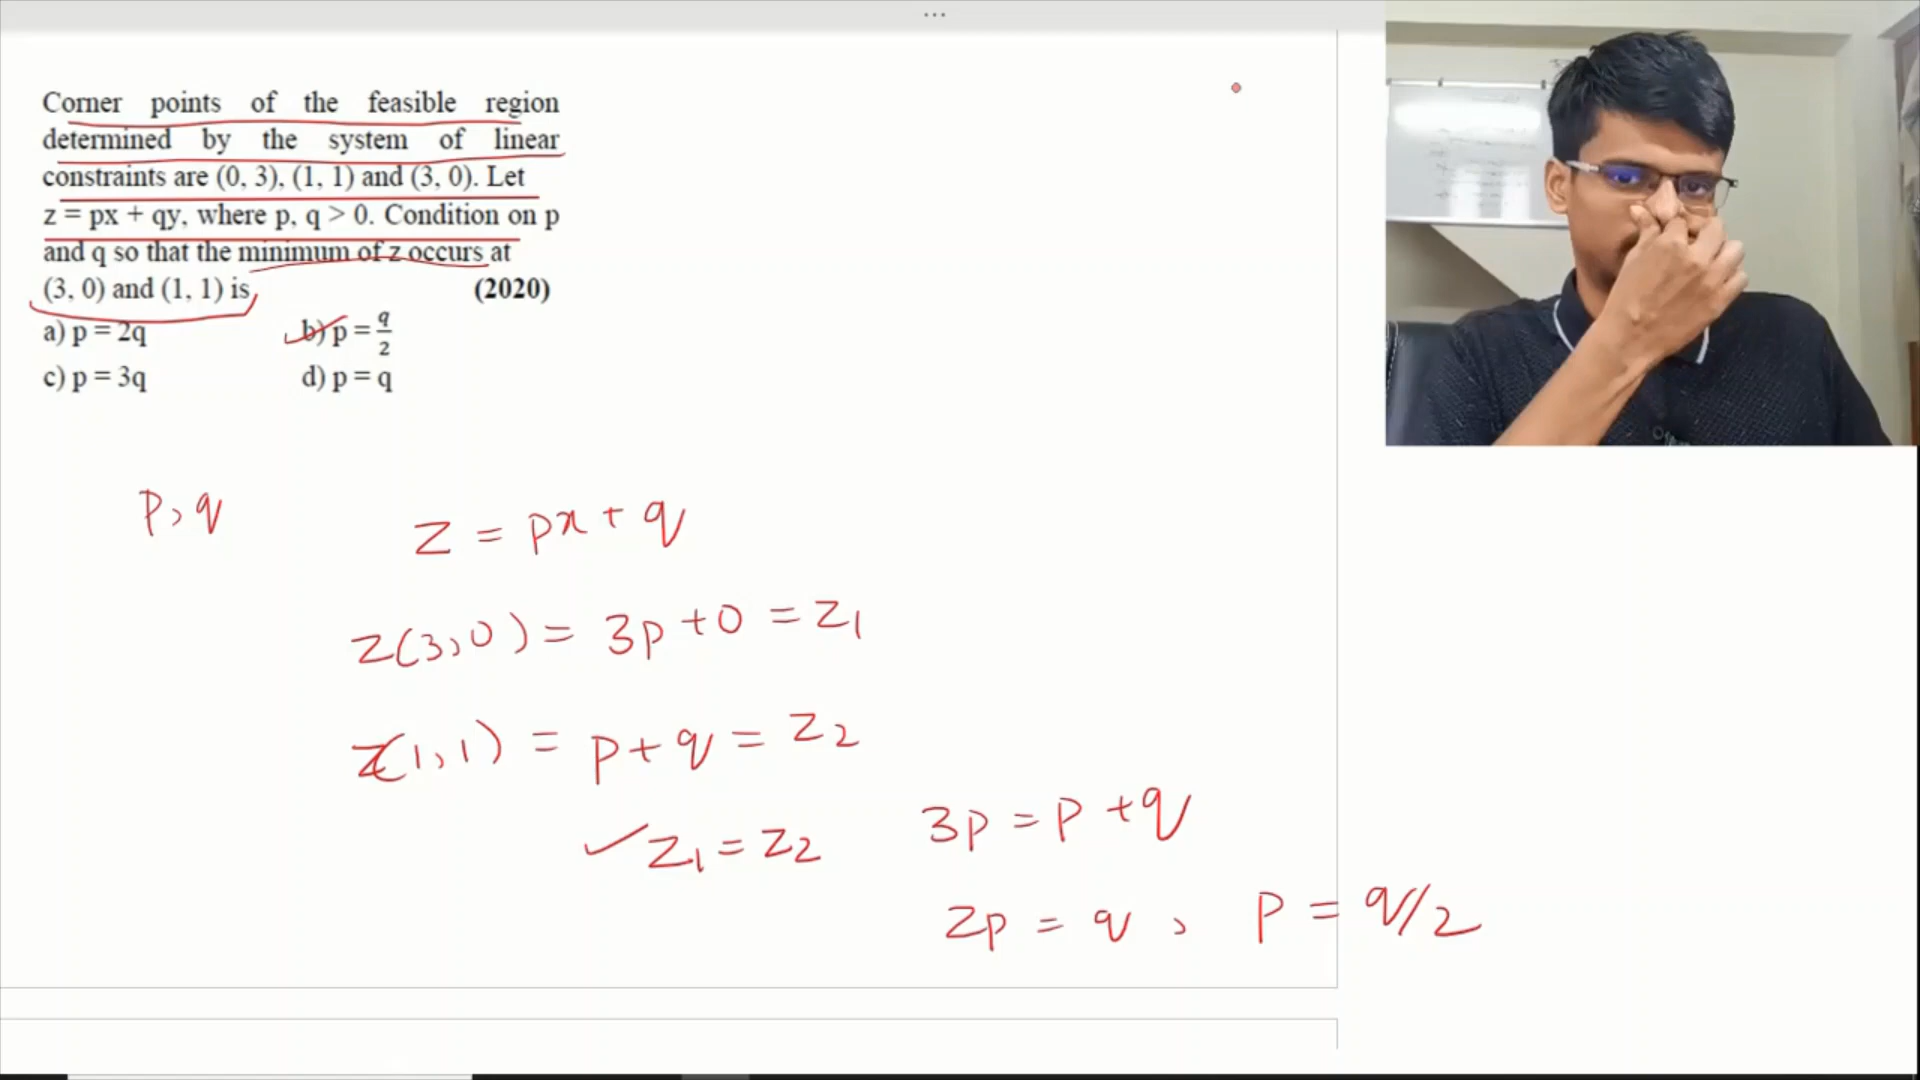 Corner points of the feasible region
determined by the system of linear
constraints are (0, 3), (1, 1) and (3, 0). Let
z = px + qy, where p, q > 0. Condition on p
and q so that the minimum of z occurs at
(3, 0) and (1, 1) is (2020)
a) p = 2q b) p = q/2
c) p = 3q d) p = q
p, q
z = px + q
z(3,0) = 3p + 0 = z1
z(1,1) = p + q = z2
z1 = z2
3p = p + q
2p = q, p = q/2